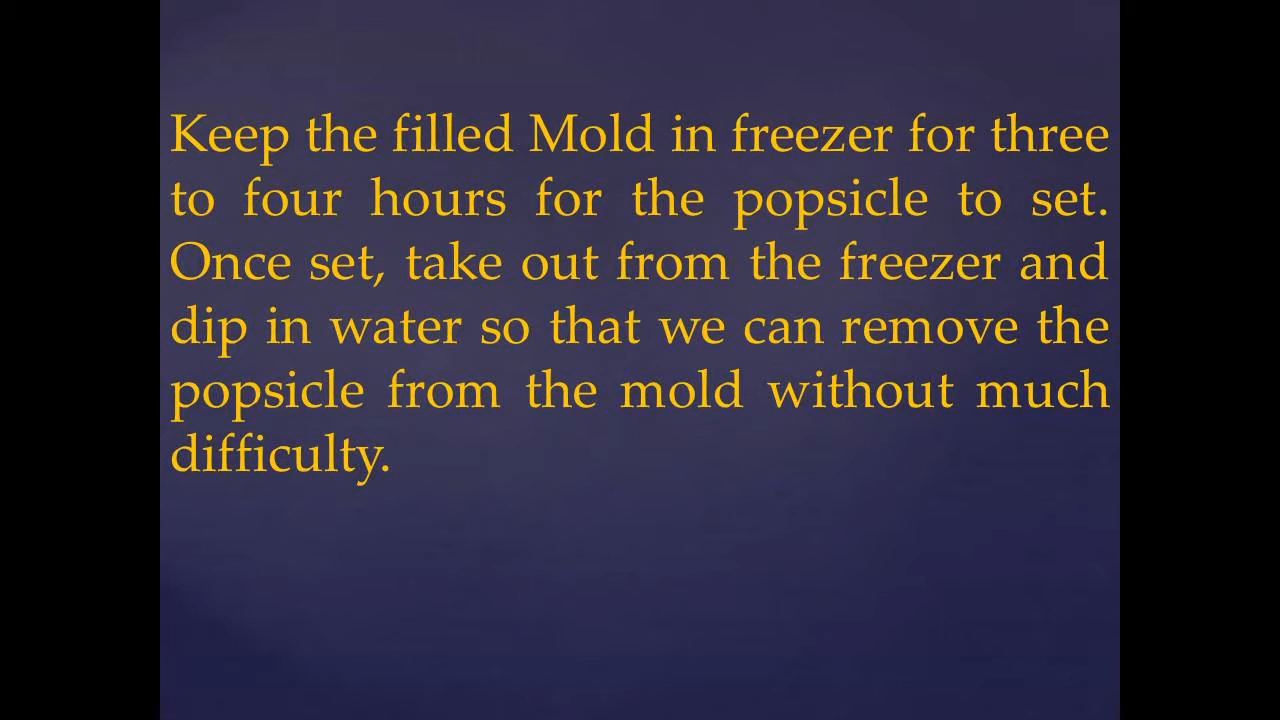 Keep the filled Mold in freezer for three
to four hours for the popsicle to set.
Once set, take out from the freezer and
dip in water so that we can remove the
popsicle from the mold without much
difficulty.